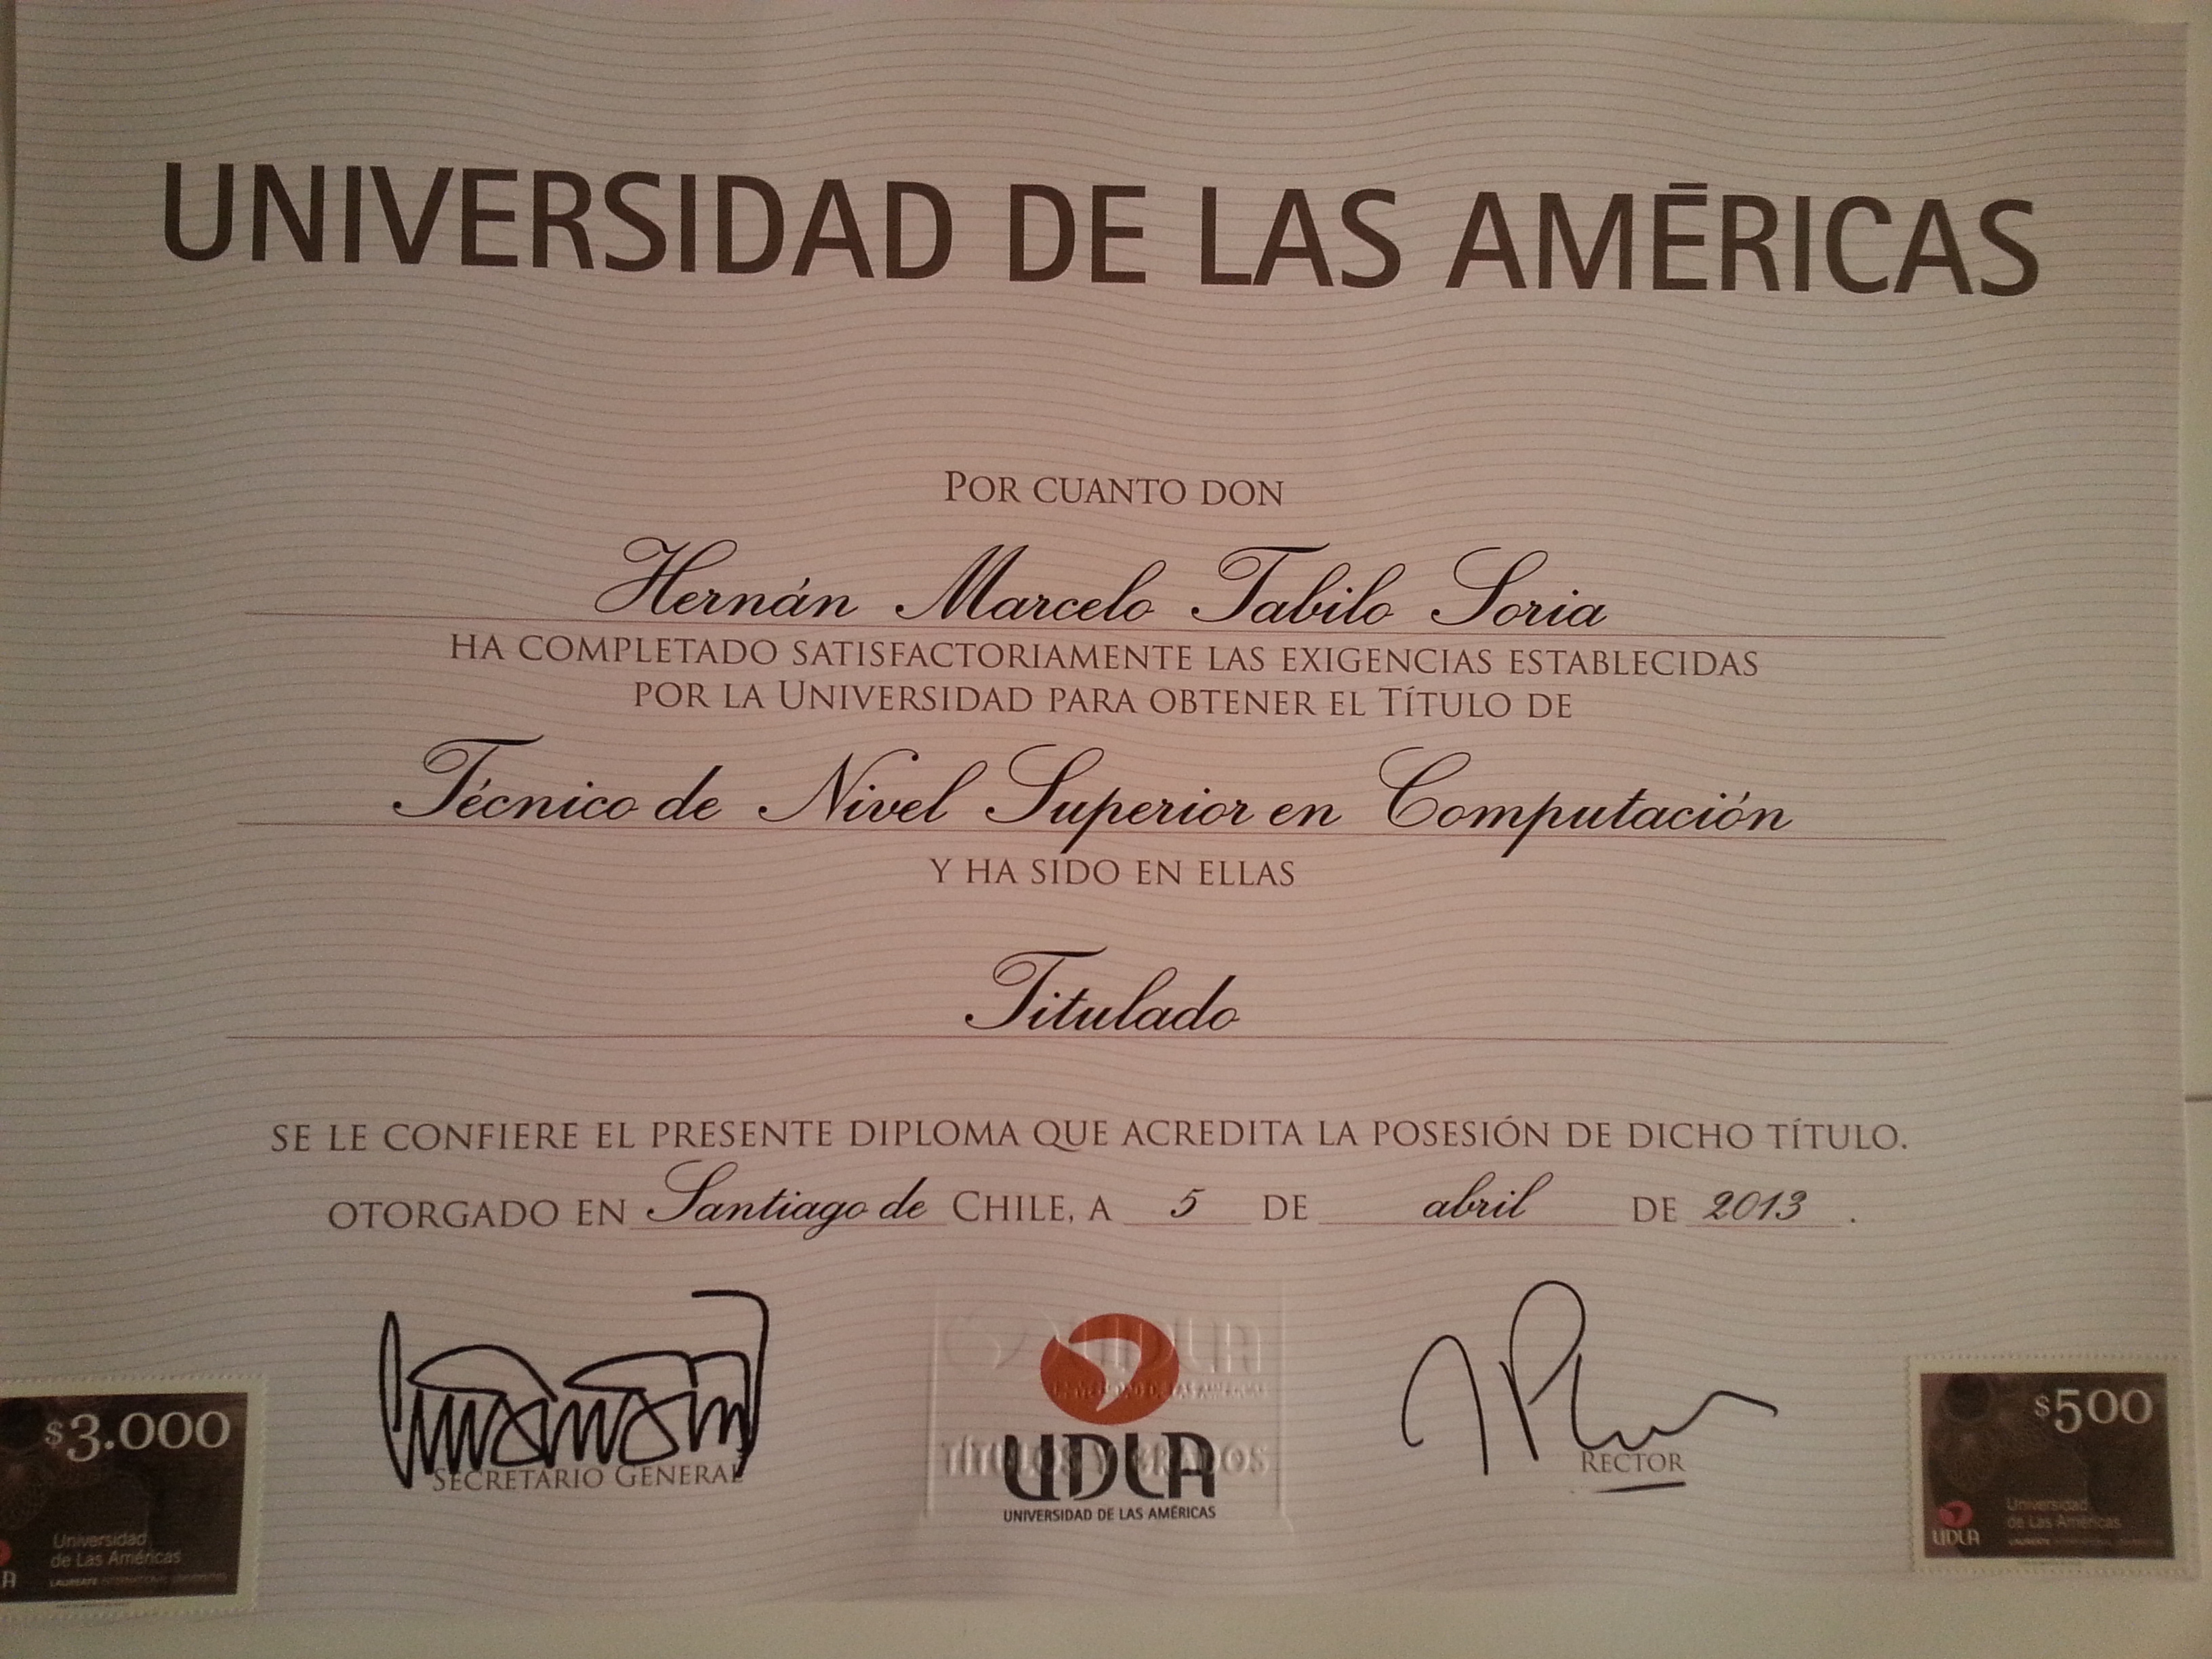 UNIVERSIDAD DE LAS AMÉRICAS
POR CUANTO DON
Hernán Marcelo Tabilo Soria
HA COMPLETADO SATISFACTORIAMENTE LAS EXIGENCIAS ESTABLECIDAS
POR LA UNIVERSIDAD PARA OBTENER EL TÍTULO DE
Técnico de Nivel Superior en Computación
Y HA SIDO EN ELLAS
Titulado
SE LE CONFIERE EL PRESENTE DIPLOMA QUE ACREDITA LA POSESIÓN DE DICHO TÍTULO.
OTORGADO EN Santiago de CHILE, A 5 DE abril DE 2013.
SECRETARIO GENERAL
RECTOR
UDLA
UNIVERSIDAD DE LAS AMÉRICAS
UDLA
UNIVERSIDAD DE LAS AMÉRICAS
TÍTULOS Y GRADOS
$3.000
Universidad
de Las Américas
LAUREATE INTERNATIONAL UNIVERSITIES
$500
Universidad
de Las Américas
UDLA
LAUREATE INTERNATIONAL UNIVERSITIES